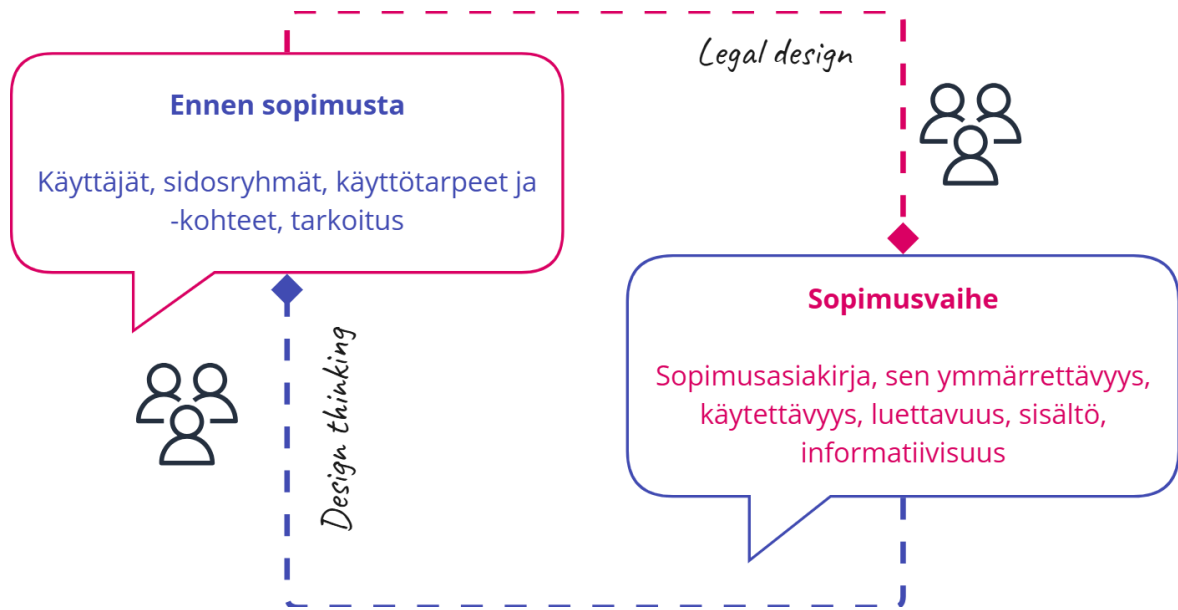 Legal design
Ennen sopimusta
Käyttäjät, sidosryhmät, käyttötarpeet ja
-kohteet, tarkoitus
Design thinking
Sopimusvaihe
Sopimusasiakirja, sen ymmärrettävyys,
käytettävyys, luettavuus, sisältö,
informatiivisuus